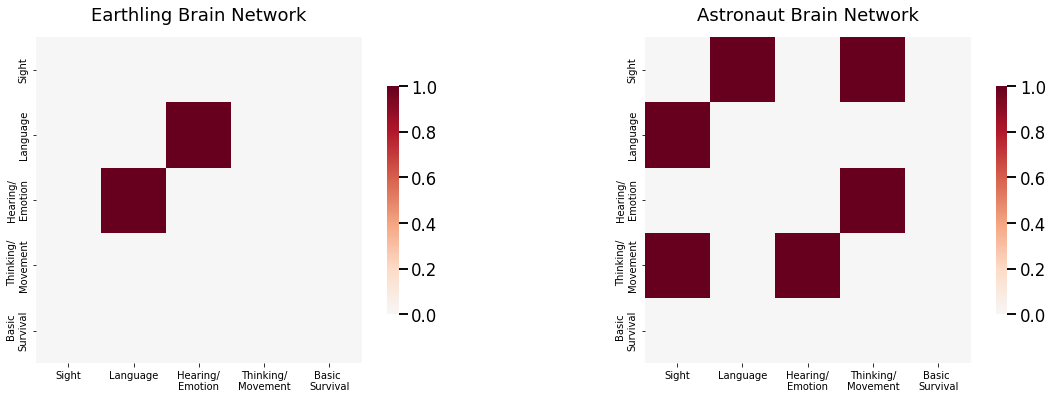 Earthling Brain Network
Sight
Language
Hearing/
Emotion
Thinking/
Movement
Basic
Survival
Sight
Language
Hearing/
Emotion
Thinking/
Movement
Basic
Survival
1.0
0.8
0.6
0.4
0.2
0.0
Astronaut Brain Network
Sight
Language
Hearing/
Emotion
Thinking/
Movement
Basic
Survival
Sight
Language
Hearing/
Emotion
Thinking/
Movement
Basic
Survival
1.0
0.8
0.6
0.4
0.2
0.0